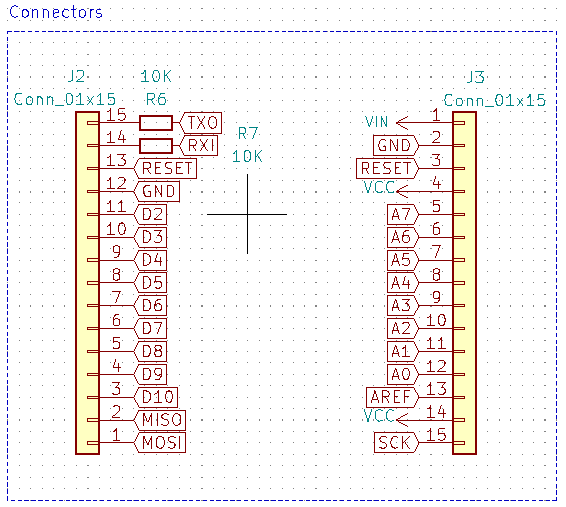 Connectors
J2
Conn_01x15
10K
R6
R7
10K
15 TXO
14 RXI
13 RESET
12 GND
11 D2
10 D3
9 D4
8 D5
7 D6
6 D7
5 D8
4 D9
3 D10
2 MISO
1 MOSI
J3
Conn_01x15
VIN 1
GND 2
RESET 3
VCC 4
A7 5
A6 6
A5 7
A4 8
A3 9
A2 10
A1 11
A0 12
AREF 13
VCC 14
SCK 15